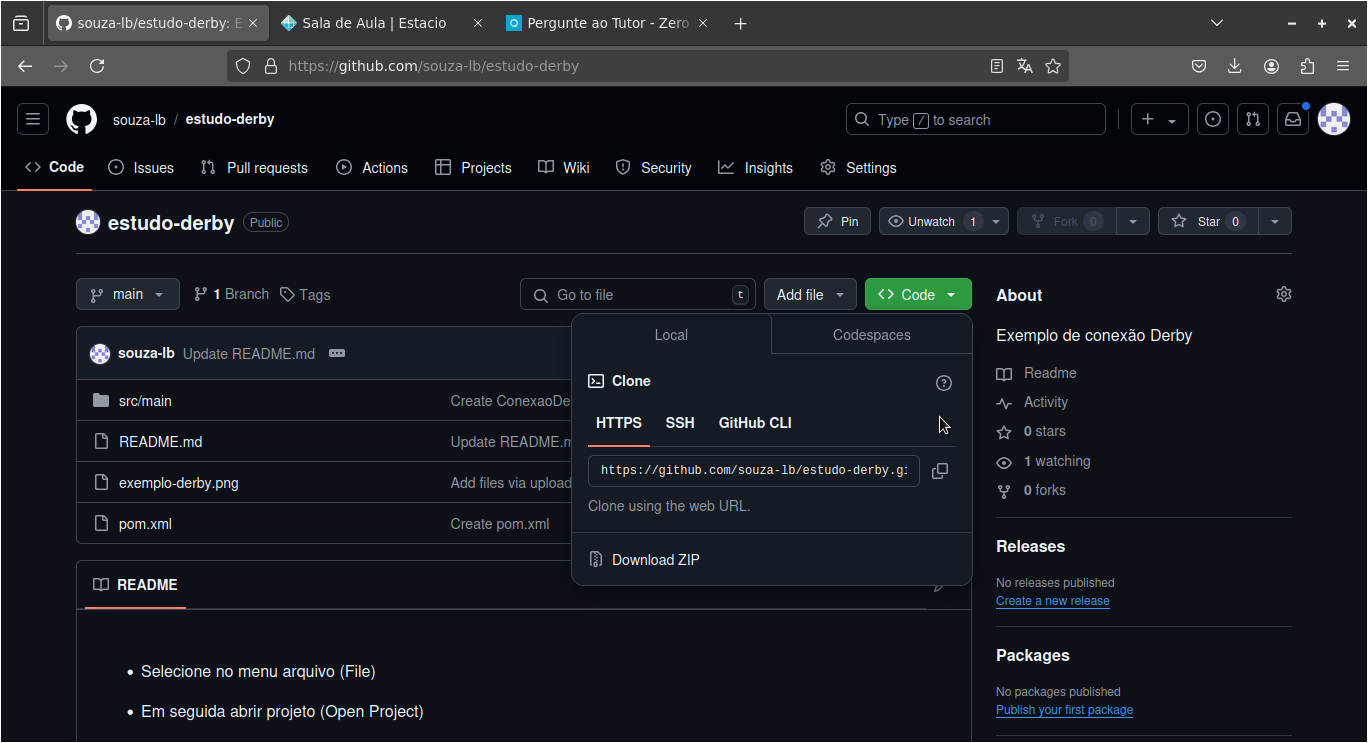 souza-lb/estudo-derby: E
Sala de Aula | Estacio
Pergunte ao Tutor - Zero
https://github.com/souza-lb/estudo-derby
souza-lb / estudo-derby
Type / to search
Code
Issues
Pull requests
Actions
Projects
Wiki
Security
Insights
Settings
estudo-derby Public
Pin
Unwatch 1
Fork 0
Star 0
main
1 Branch
Tags
Go to file t
Add file
Code
Local
Codespaces
Clone
HTTPS SSH GitHub CLI
https://github.com/souza-lb/estudo-derby.gi
Clone using the web URL.
Download ZIP
souza-lb Update README.md
src/main Create ConexaoDe
README.md Update README.m
exemplo-derby.png Add files via upload
pom.xml Create pom.xml
README
• Selecione no menu arquivo (File)
• Em seguida abrir projeto (Open Project)
About
Exemplo de conexão Derby
Readme
Activity
0 stars
1 watching
0 forks
Releases
No releases published
Create a new release
Packages
No packages published
Publish your first package